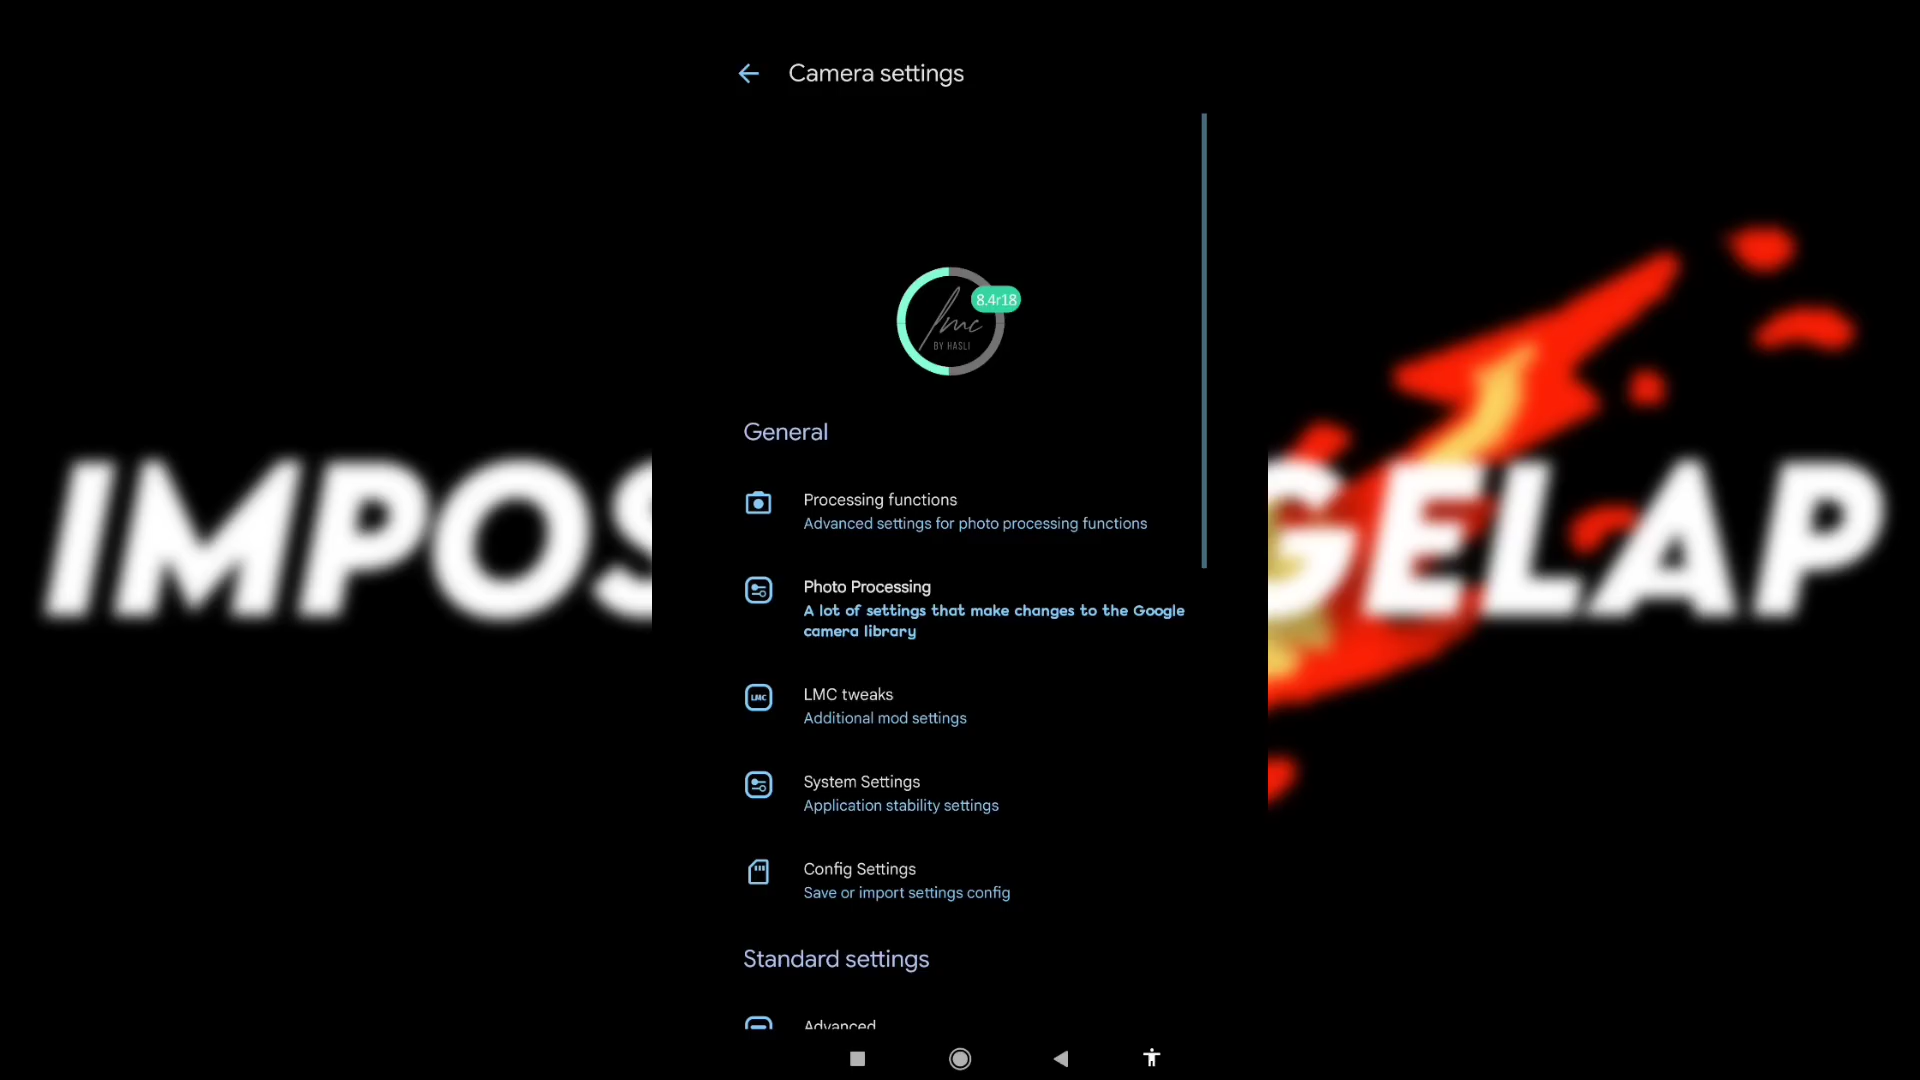 Camera settings
8.4r18
lmc
BY HASLI
General
Processing functions
Advanced settings for photo processing functions
Photo Processing
A lot of settings that make changes to the Google
camera library
LMC tweaks
LMC
Additional mod settings
System Settings
Application stability settings
Config Settings
Save or import settings config
Standard settings
Advanced
IMPOS
GELAP